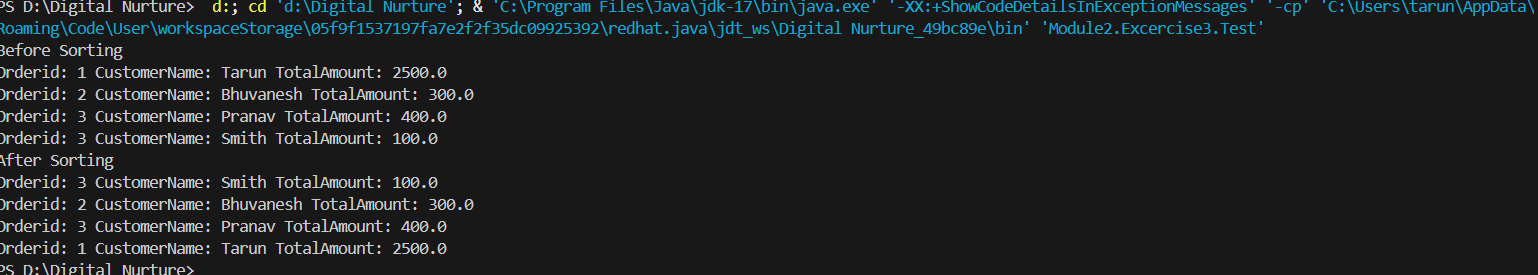 PS D:\Digital Nurture>  d:; cd 'd:\Digital Nurture'; & 'C:\Program Files\Java\jdk-17\bin\java.exe' '-XX:+ShowCodeDetailsInExceptionMessages' '-cp' 'C:\Users\tarun\AppData\
Roaming\Code\User\workspaceStorage\05f9f1537197fa7e2f2f35dc09925392\redhat.java\jdt_ws\Digital Nurture_49bc89e\bin' 'Module2.Excercise3.Test'
Before Sorting
Orderid: 1 CustomerName: Tarun TotalAmount: 2500.0
Orderid: 2 CustomerName: Bhuvanesh TotalAmount: 300.0
Orderid: 3 CustomerName: Pranav TotalAmount: 400.0
Orderid: 3 CustomerName: Smith TotalAmount: 100.0
After Sorting
Orderid: 3 CustomerName: Smith TotalAmount: 100.0
Orderid: 2 CustomerName: Bhuvanesh TotalAmount: 300.0
Orderid: 3 CustomerName: Pranav TotalAmount: 400.0
Orderid: 1 CustomerName: Tarun TotalAmount: 2500.0
PS D:\Digital Nurture>